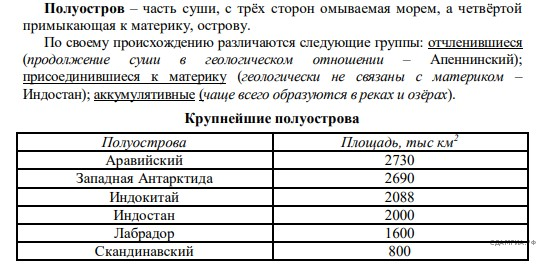 Полуостров – часть суши, с трёх сторон омываемая морем, а четвёртой
примыкающая к материку, острову.
По своему происхождению различаются следующие группы: отчленившиеся
(продолжение суши в геологическом отношении – Апеннинский);
присоединившиеся к материку (геологически не связаны с материком –
Индостан); аккумулятивные (чаще всего образуются в реках и озёрах).
Крупнейшие полуострова
Полуострова Площадь, тыс км²
Аравийский 2730
Западная Антарктида 2690
Индокитай 2088
Индостан 2000
Лабрадор 1600
Скандинавский 800
СДАМГИА.РФ